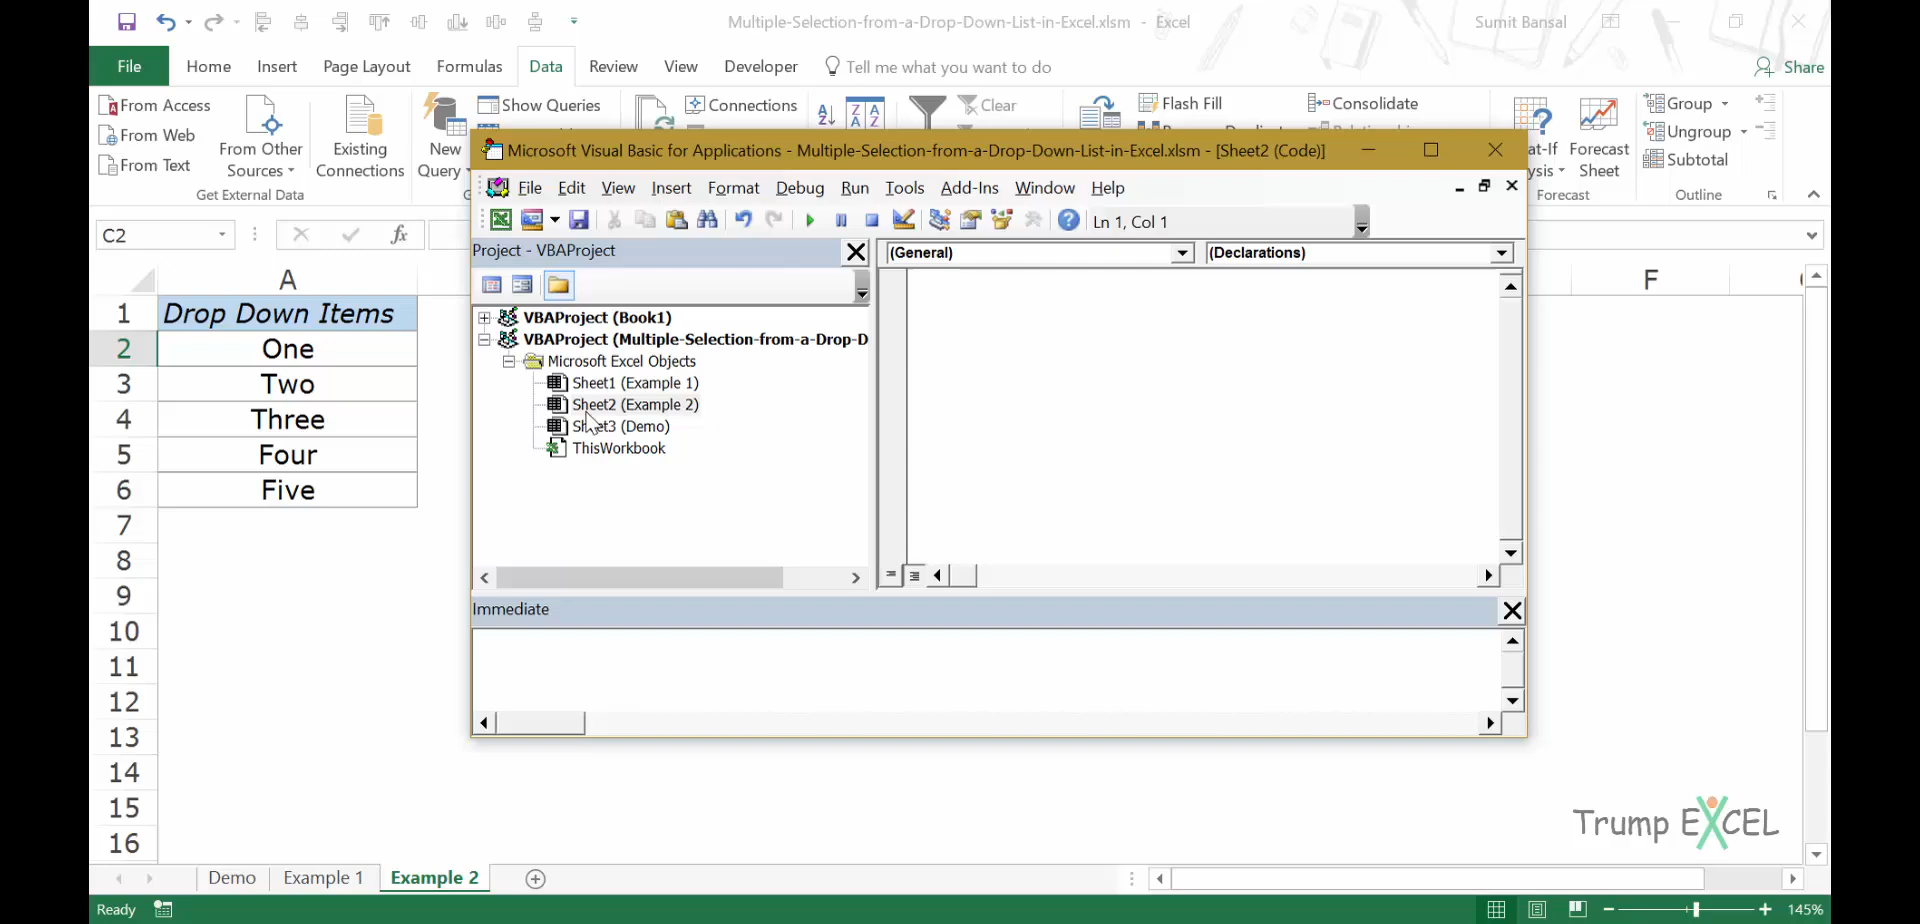 Multiple-Selection-from-a-Drop-Down-List-in-Excel.xlsm - Excel
Sumit Bansal
File Home Insert Page Layout Formulas Data Review View Developer Tell me what you want to do Share
From Access
From Web
From Text
From Other Sources
Existing Connections
New Query
Get External Data
Show Queries
Connections
Clear
Flash Fill
Consolidate
Forecast Sheet
Forecast
Group
Ungroup
Subtotal
Outline
Microsoft Visual Basic for Applications - Multiple-Selection-from-a-Drop-Down-List-in-Excel.xlsm - [Sheet2 (Code)]
File Edit View Insert Format Debug Run Tools Add-Ins Window Help
Ln 1, Col 1
Project - VBAProject
(General) (Declarations)
VBAProject (Book1)
VBAProject (Multiple-Selection-from-a-Drop-D
Microsoft Excel Objects
Sheet1 (Example 1)
Sheet2 (Example 2)
Sheet3 (Demo)
ThisWorkbook
Immediate
C2
fx
A F
1 Drop Down Items
2 One
3 Two
4 Three
5 Four
6 Five
7
8
9
10
11
12
13
14
15
16
Trump EXCEL
Demo Example 1 Example 2
Ready
145%